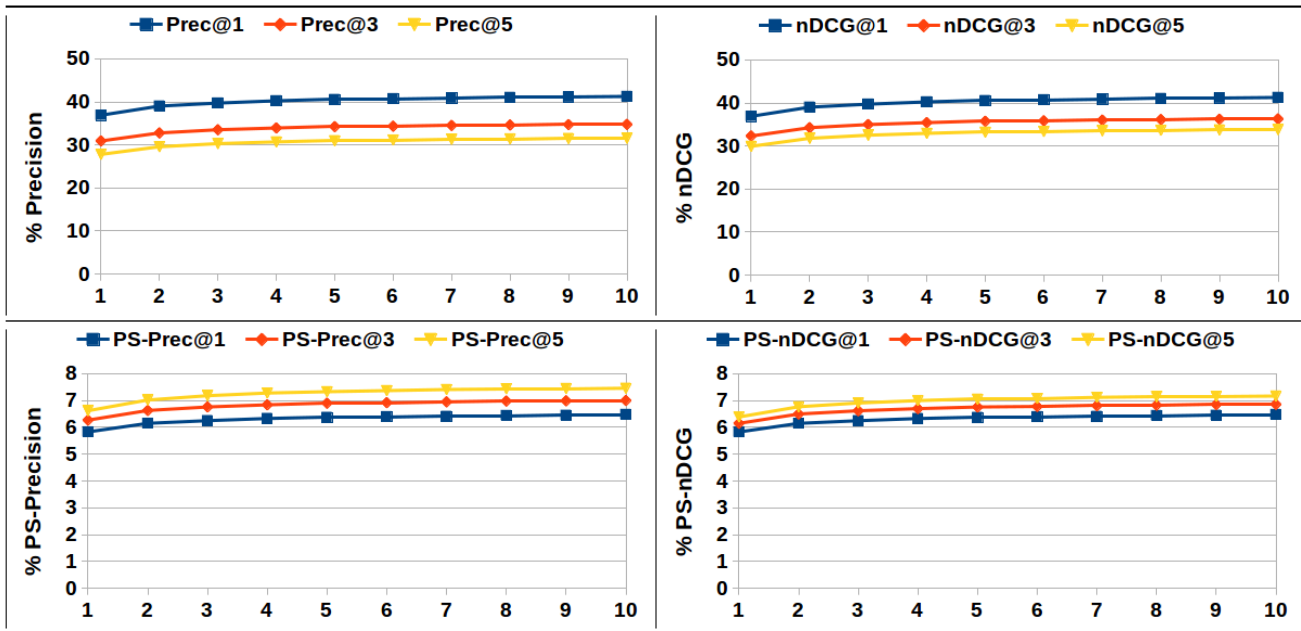 Prec@1 Prec@3 Prec@5
50
40
30
20
10
0
% Precision
1 2 3 4 5 6 7 8 9 10
nDCG@1 nDCG@3 nDCG@5
50
40
30
20
10
0
% nDCG
1 2 3 4 5 6 7 8 9 10
PS-Prec@1 PS-Prec@3 PS-Prec@5
8
7
6
5
4
3
2
1
0
% PS-Precision
1 2 3 4 5 6 7 8 9 10
PS-nDCG@1 PS-nDCG@3 PS-nDCG@5
8
7
6
5
4
3
2
1
0
% PS-nDCG
1 2 3 4 5 6 7 8 9 10